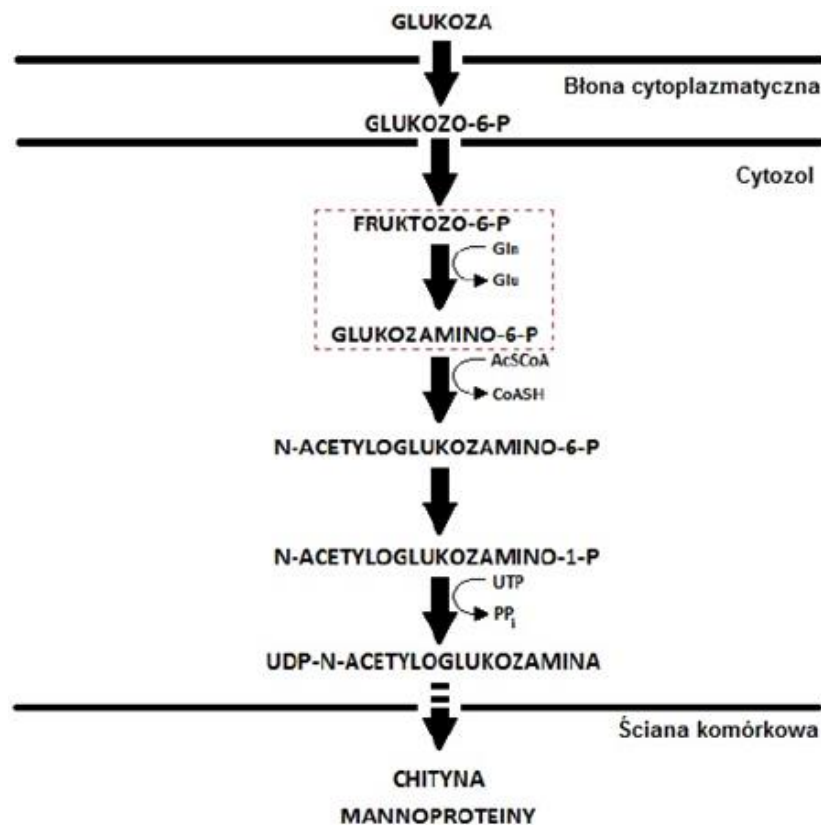 GLUKOZA
Błona cytoplazmatyczna
GLUKOZO-6-P
Cytozol
FRUKTOZO-6-P
Gln
Glu
GLUKOZAMINO-6-P
AcSCoA
CoASH
N-ACETYLOGLUKOZAMINO-6-P
N-ACETYLOGLUKOZAMINO-1-P
UTP
PPi
UDP-N-ACETYLOGLUKOZAMINA
Ściana komórkowa
CHITYNA
MANNOPROTEINY